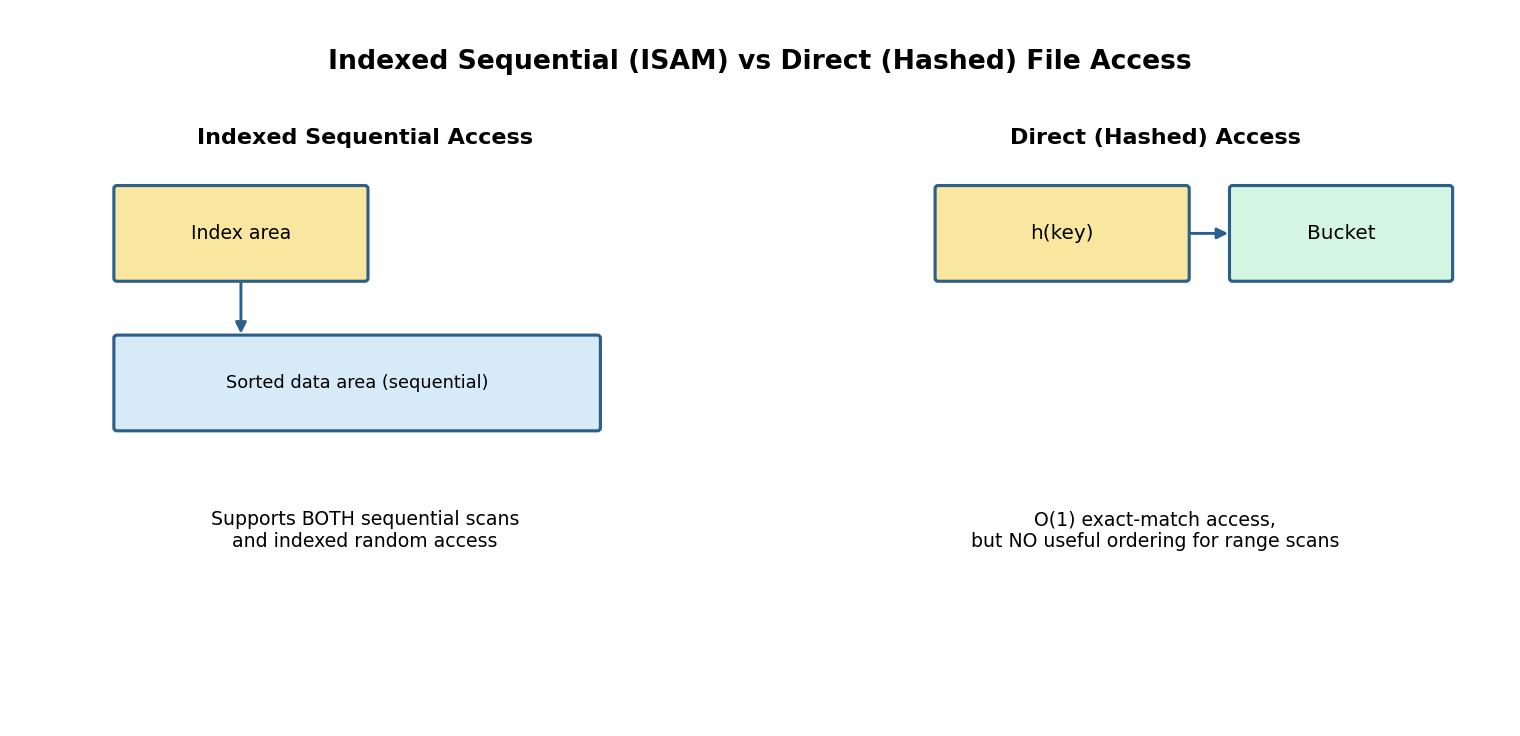 Indexed Sequential (ISAM) vs Direct (Hashed) File Access
Indexed Sequential Access
Index area
Sorted data area (sequential)
Supports BOTH sequential scans
and indexed random access
Direct (Hashed) Access
h(key)
Bucket
O(1) exact-match access,
but NO useful ordering for range scans